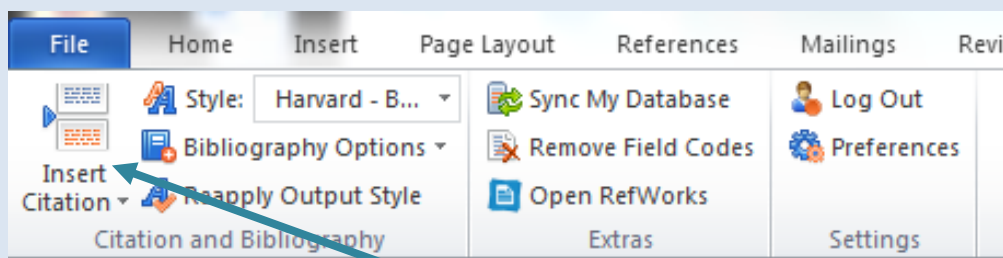 File Home Insert Page Layout References Mailings Revi
Style: Harvard - B... Sync My Database Log Out
Bibliography Options Remove Field Codes Preferences
Insert
Citation Reapply Output Style Open RefWorks
Citation and Bibliography Extras Settings